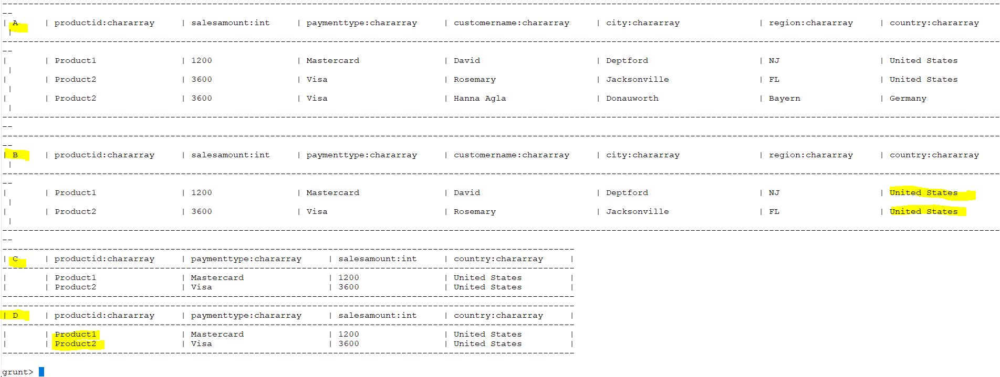 --------------------------------------------------------------------------------------------------------------------------------------------------------------------------------------------------
--
| A | productid:chararray | salesamount:int | paymenttype:chararray | customername:chararray | city:chararray | region:chararray | country:chararray
|
--------------------------------------------------------------------------------------------------------------------------------------------------------------------------------------------------
--
| | Product1 | 1200 | Mastercard | David | Deptford | NJ | United States
|
| | Product2 | 3600 | Visa | Rosemary | Jacksonville | FL | United States
|
| | Product2 | 3600 | Visa | Hanna Agla | Donauworth | Bayern | Germany
|
--------------------------------------------------------------------------------------------------------------------------------------------------------------------------------------------------
--
--------------------------------------------------------------------------------------------------------------------------------------------------------------------------------------------------
--
| B | productid:chararray | salesamount:int | paymenttype:chararray | customername:chararray | city:chararray | region:chararray | country:chararray
|
--------------------------------------------------------------------------------------------------------------------------------------------------------------------------------------------------
--
| | Product1 | 1200 | Mastercard | David | Deptford | NJ | United States
|
| | Product2 | 3600 | Visa | Rosemary | Jacksonville | FL | United States
|
--------------------------------------------------------------------------------------------------------------------------------------------------------------------------------------------------
--
-------------------------------------------------------------------------------------------------------------
| C | productid:chararray | paymenttype:chararray | salesamount:int | country:chararray |
-------------------------------------------------------------------------------------------------------------
| | Product1 | Mastercard | 1200 | United States |
| | Product2 | Visa | 3600 | United States |
-------------------------------------------------------------------------------------------------------------
-------------------------------------------------------------------------------------------------------------
| D | productid:chararray | paymenttype:chararray | salesamount:int | country:chararray |
-------------------------------------------------------------------------------------------------------------
| | Product1 | Mastercard | 1200 | United States |
| | Product2 | Visa | 3600 | United States |
-------------------------------------------------------------------------------------------------------------
grunt>